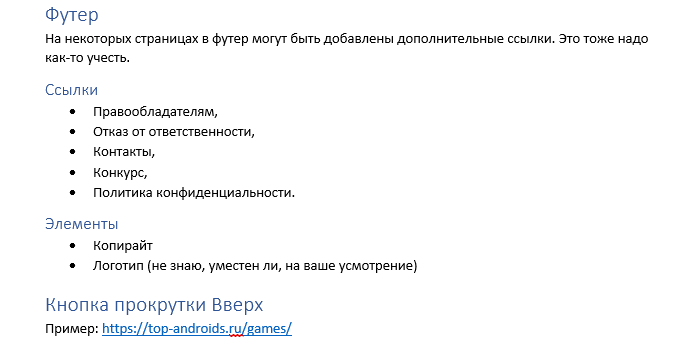 Футер
На некоторых страницах в футер могут быть добавлены дополнительные ссылки. Это тоже надо
как-то учесть.
Ссылки
• Правообладателям,
• Отказ от ответственности,
• Контакты,
• Конкурс,
• Политика конфиденциальности.
Элементы
• Копирайт
• Логотип (не знаю, уместен ли, на ваше усмотрение)
Кнопка прокрутки Вверх
Пример: https://top-androids.ru/games/